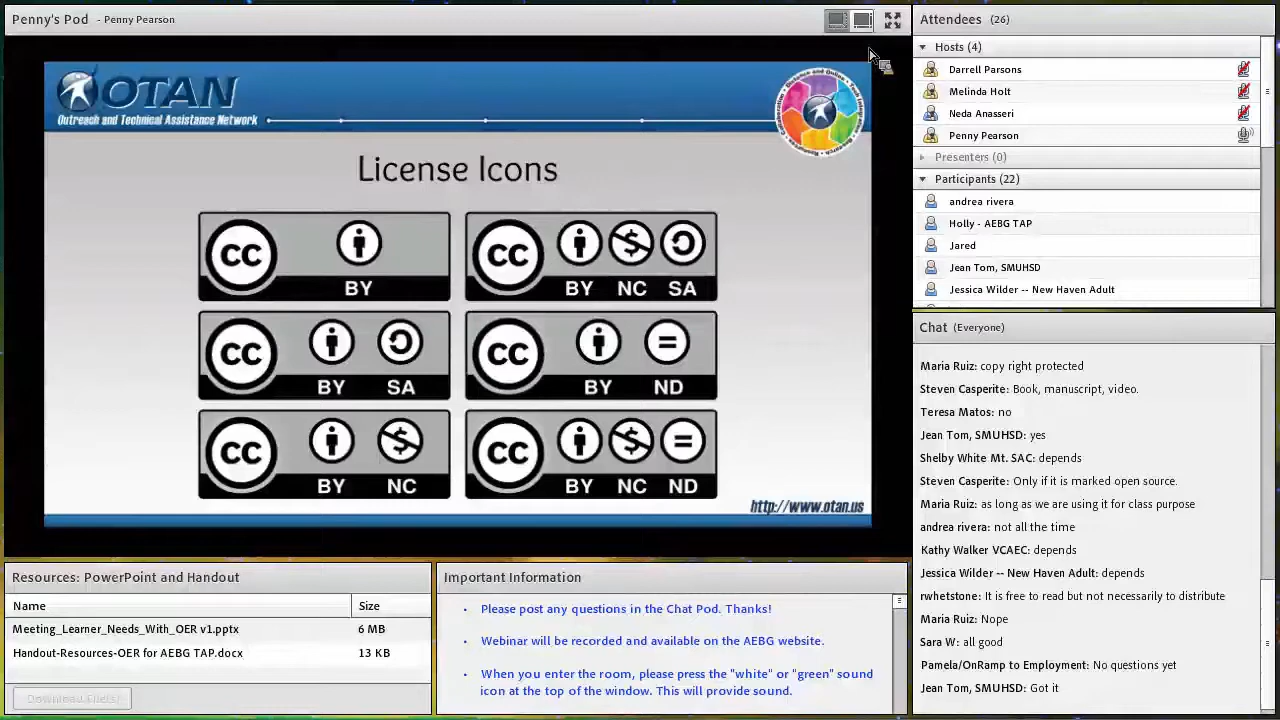 Penny's Pod - Penny Pearson
OTAN
Outreach and Technical Assistance Network
License Icons
CC BY
CC BY NC SA
CC BY SA
CC BY ND
CC BY NC
CC BY NC ND
http://www.otan.us
Attendees (26)
Hosts (4)
Darrell Parsons
Melinda Holt
Neda Anasseri
Penny Pearson
Presenters (0)
Participants (22)
andrea rivera
Holly - AEBG TAP
Jared
Jean Tom, SMUHSD
Jessica Wilder -- New Haven Adult
Chat (Everyone)
Maria Ruiz: copy right protected
Steven Casperite: Book, manuscript, video.
Teresa Matos: no
Jean Tom, SMUHSD: yes
Shelby White Mt. SAC: depends
Steven Casperite: Only if it is marked open source.
Maria Ruiz: as long as we are using it for class purpose
andrea rivera: not all the time
Kathy Walker VCAEC: depends
Jessica Wilder -- New Haven Adult: depends
rwhetstone: It is free to read but not necessarily to distribute
Maria Ruiz: Nope
Sara W: all good
Pamela/OnRamp to Employment: No questions yet
Jean Tom, SMUHSD: Got it
Resources: PowerPoint and Handout
Name Size
Meeting_Learner_Needs_With_OER v1.pptx 6 MB
Handout-Resources-OER for AEBG TAP.docx 13 KB
Download File(s)
Important Information
• Please post any questions in the Chat Pod. Thanks!
• Webinar will be recorded and available on the AEBG website.
• When you enter the room, please press the "white" or "green" sound
icon at the top of the window. This will provide sound.